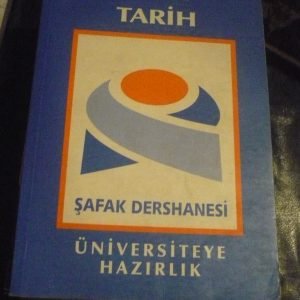 TARİH
ŞAFAK DERSHANESİ
ÜNİVERSİTEYE
HAZIRLIK